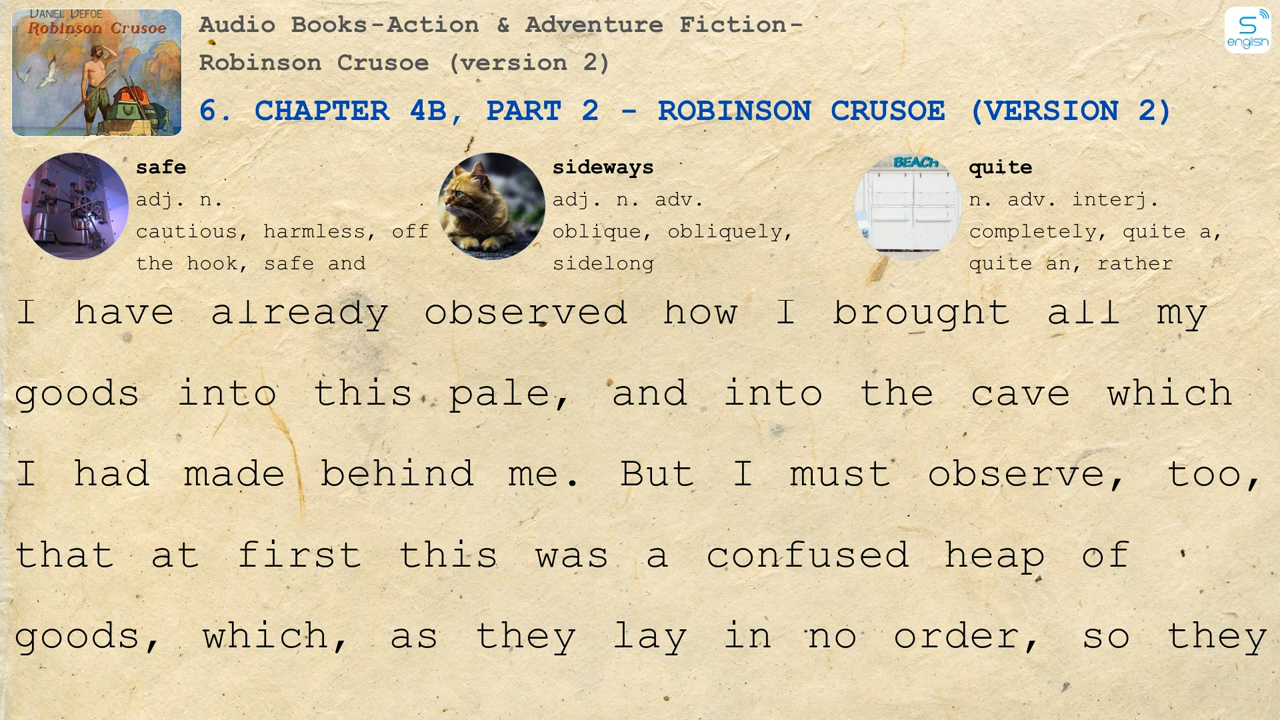 DANIEL DEFOE
Robinson Crusoe
Audio Books-Action & Adventure Fiction-
Robinson Crusoe (version 2)
S
english
6. CHAPTER 4B, PART 2 - ROBINSON CRUSOE (VERSION 2)
safe
adj. n.
cautious, harmless, off
the hook, safe and
sideways
adj. n. adv.
oblique, obliquely,
sidelong
BEACH
quite
n. adv. interj.
completely, quite a,
quite an, rather
I have already observed how I brought all my
goods into this pale, and into the cave which
I had made behind me. But I must observe, too,
that at first this was a confused heap of
goods, which, as they lay in no order, so they